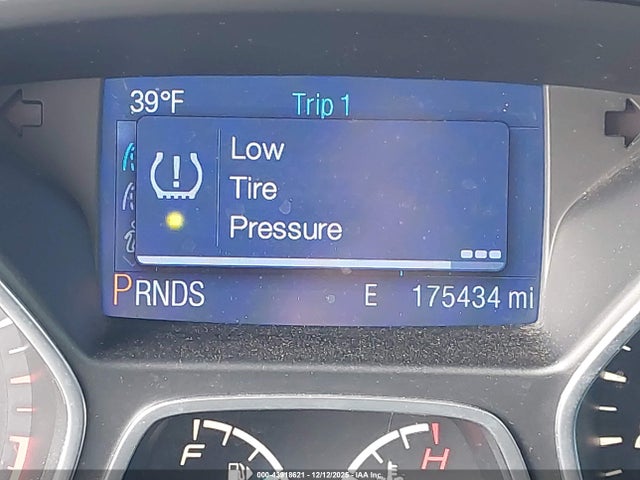 39°F Trip 1
Low
Tire
Pressure
PRNDS E 175434 mi
F H
000-43918621 - 12/12/2025 - IAA Inc.